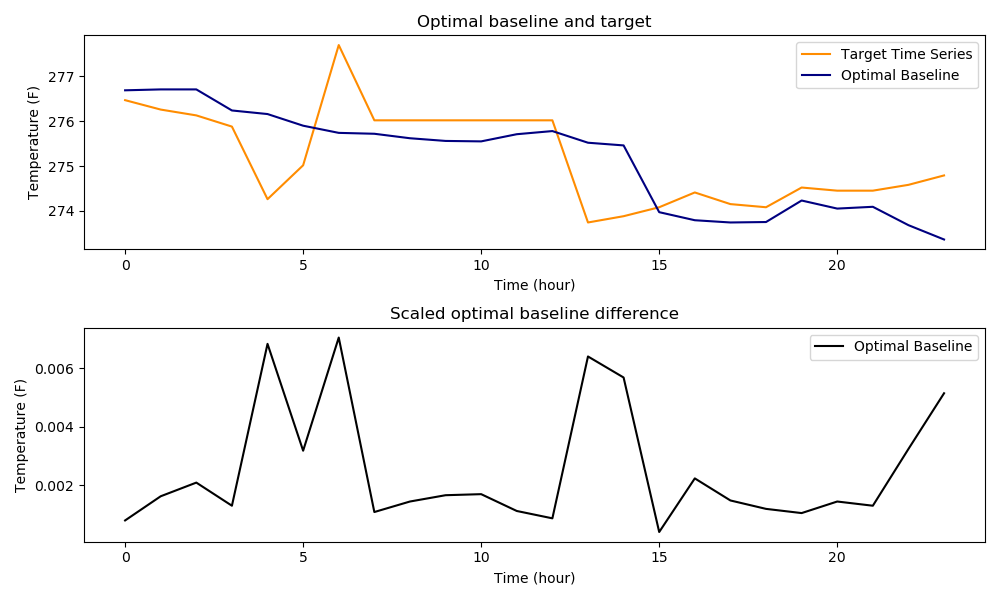 Optimal baseline and target
Temperature (F)
277
276
275
274
Target Time Series
Optimal Baseline
0
5
10
15
20
Time (hour)
Scaled optimal baseline difference
Temperature (F)
0.006
0.004
0.002
Optimal Baseline
0
5
10
15
20
Time (hour)